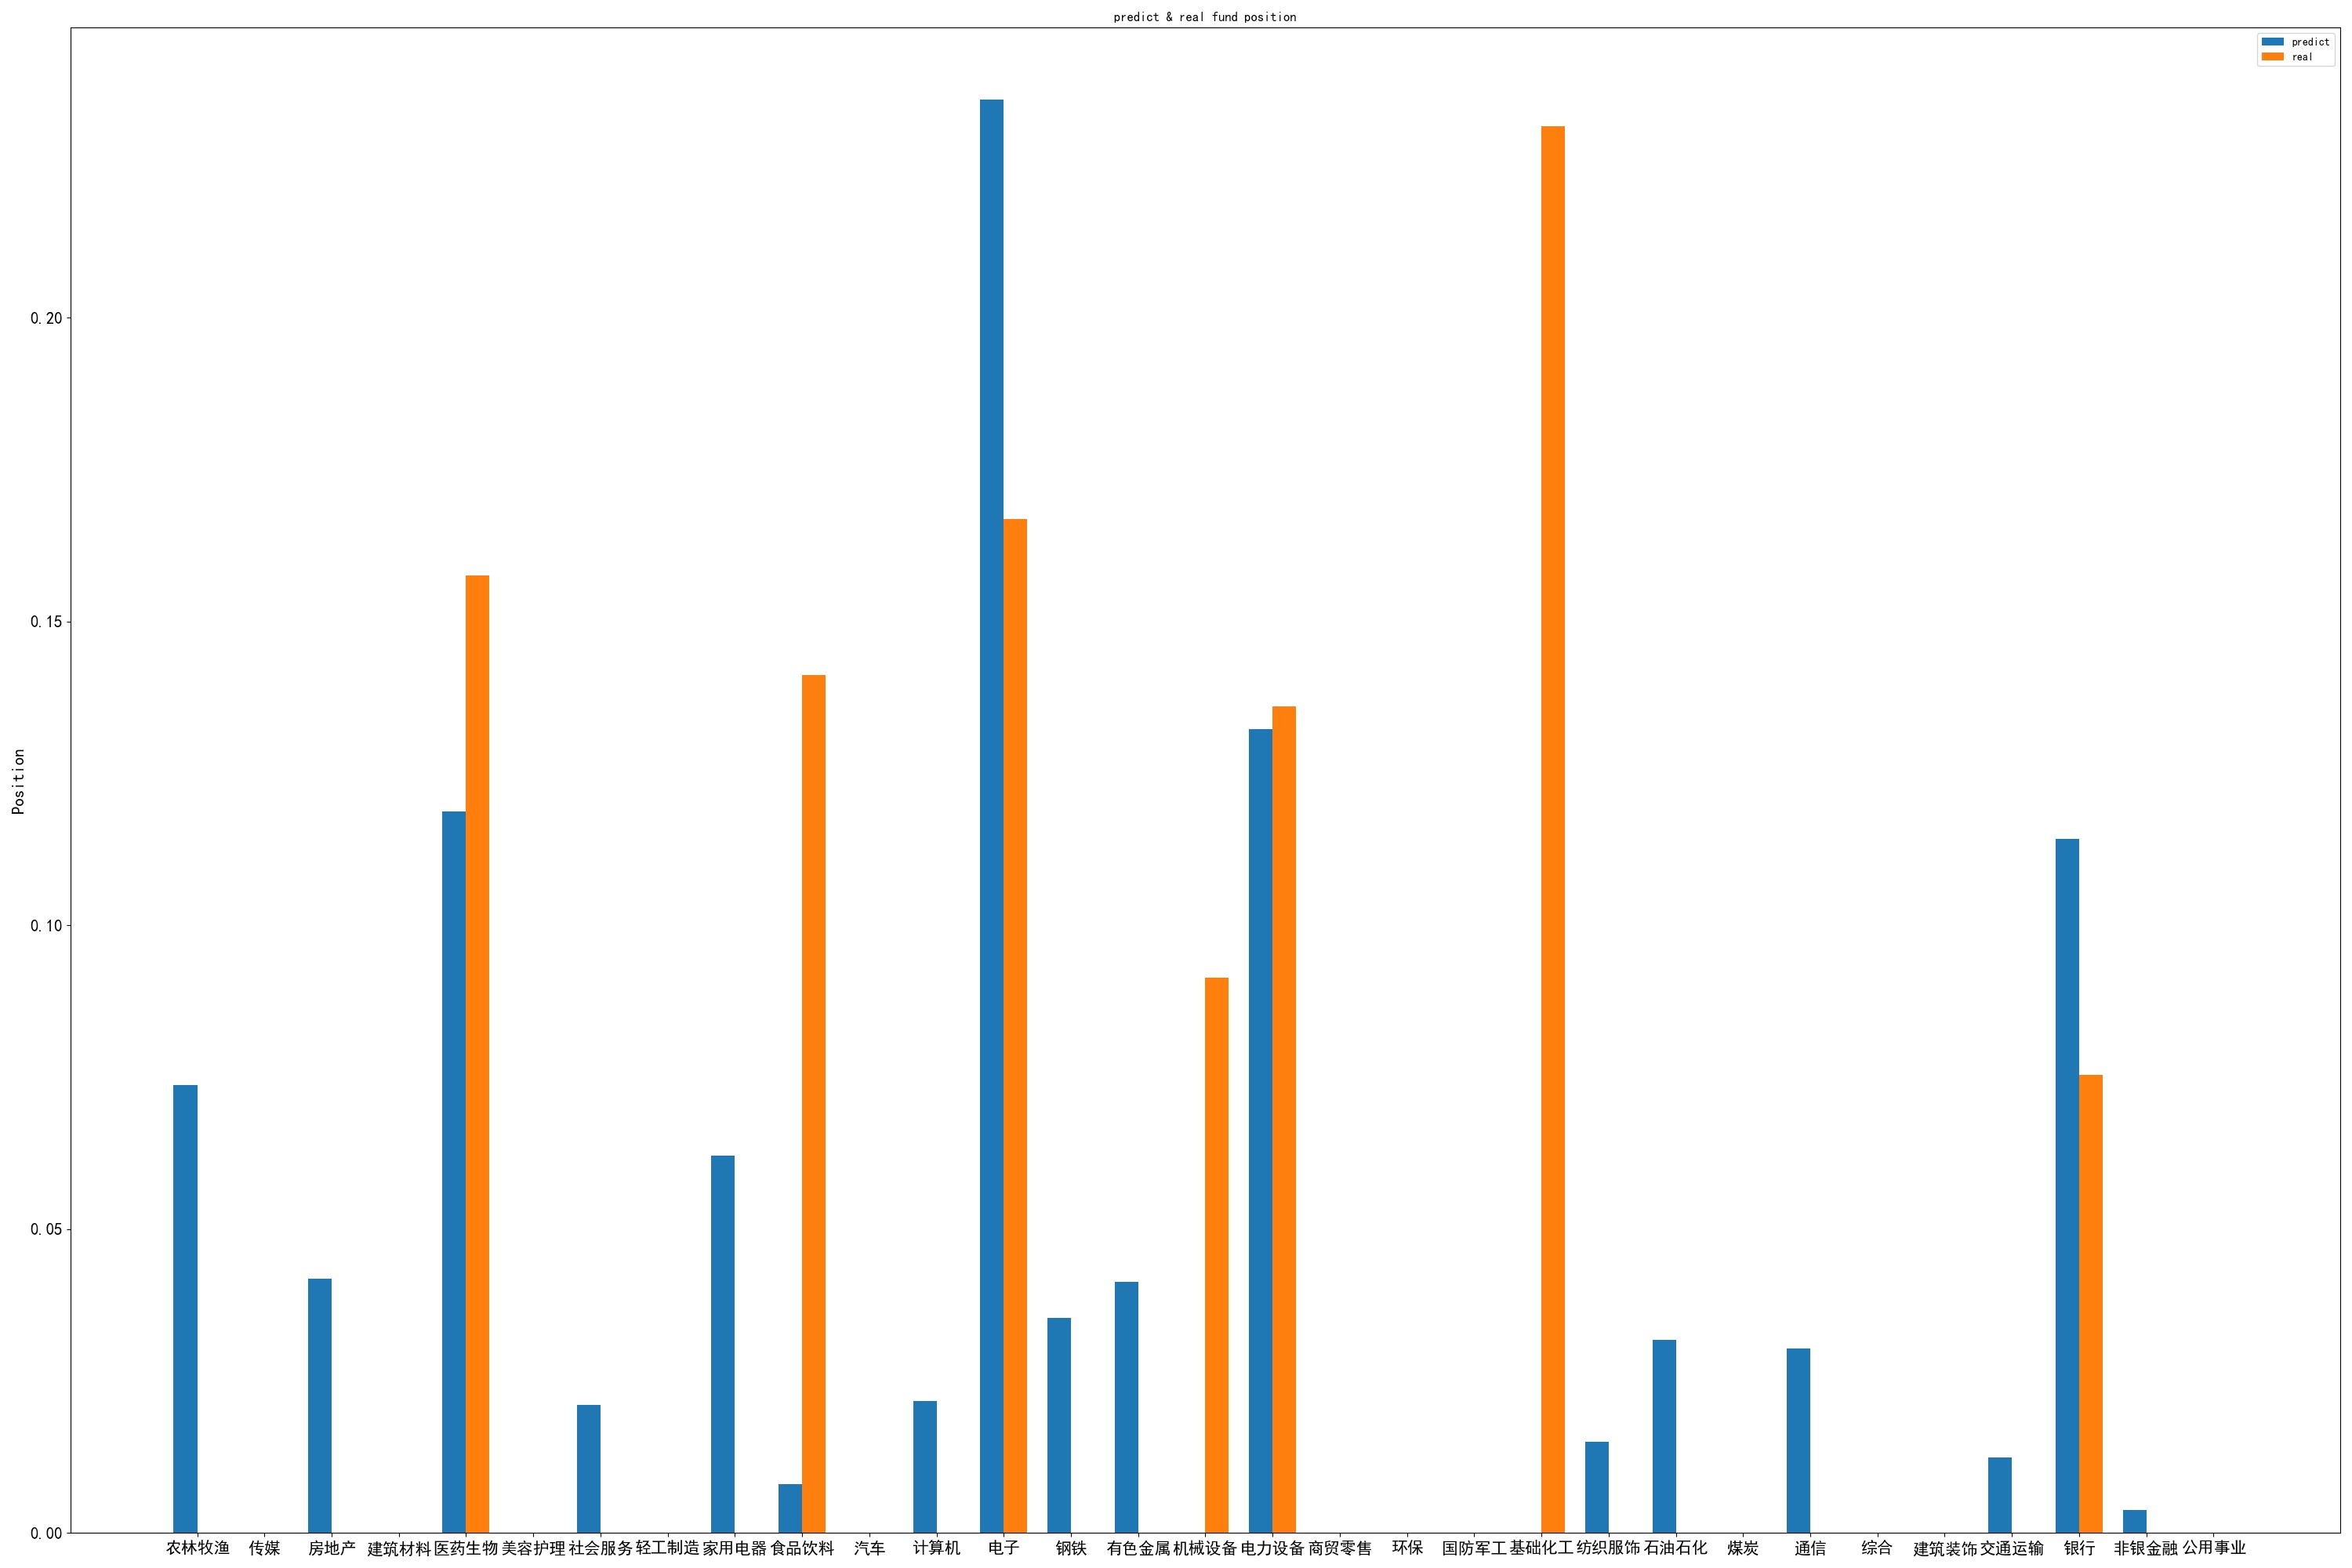 predict & real fund position
predict
real
Position
0.20
0.15
0.10
0.05
0.00
农林牧渔 传媒 房地产 建筑材料 医药生物 美容护理 社会服务 轻工制造 家用电器 食品饮料 汽车 计算机 电子 钢铁 有色金属 机械设备 电力设备 商贸零售 环保 国防军工 基础化工 纺织服饰 石油石化 煤炭 通信 综合 建筑装饰 交通运输 银行 非银金融 公用事业